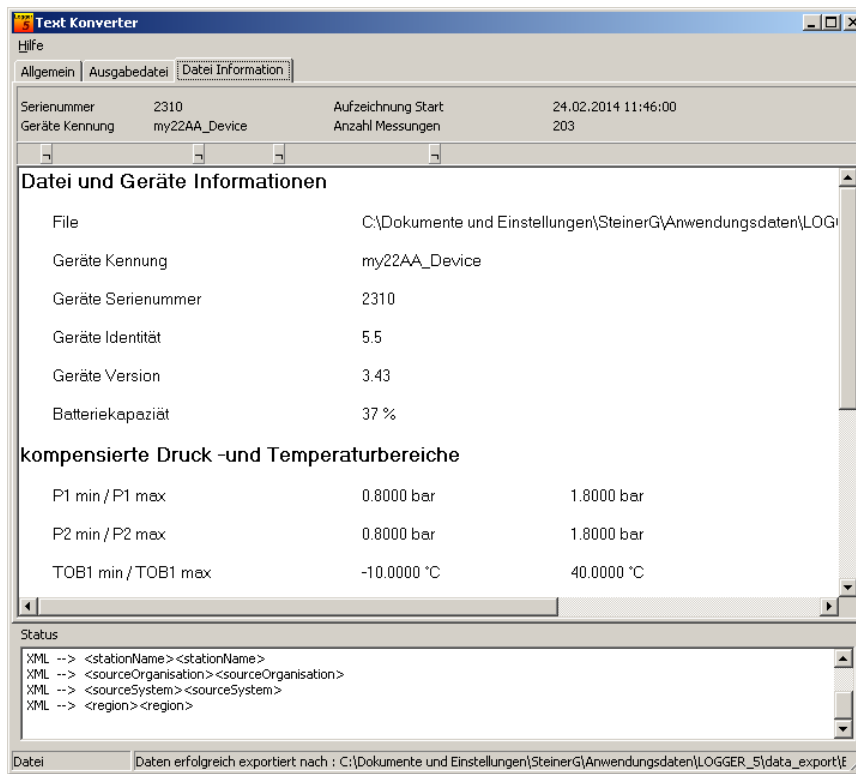 Logger 5 Text Konverter
Hilfe
Allgemein Ausgabedatei Datei Information
Serienummer 2310 Aufzeichnung Start 24.02.2014 11:46:00
Geräte Kennung my22AA_Device Anzahl Messungen 203
¬ ¬ ¬ ¬
Datei und Geräte Informationen
File C:\Dokumente und Einstellungen\SteinerG\Anwendungsdaten\LOG
Geräte Kennung my22AA_Device
Geräte Serienummer 2310
Geräte Identität 5.5
Geräte Version 3.43
Batteriekapaziät 37 %
kompensierte Druck -und Temperaturbereiche
P1 min / P1 max 0.8000 bar 1.8000 bar
P2 min / P2 max 0.8000 bar 1.8000 bar
TOB1 min / TOB1 max -10.0000 °C 40.0000 °C
Status
XML --> <stationName><stationName>
XML --> <sourceOrganisation><sourceOrganisation>
XML --> <sourceSystem><sourceSystem>
XML --> <region><region>
Datei Daten erfolgreich exportiert nach : C:\Dokumente und Einstellungen\SteinerG\Anwendungsdaten\LOGGER_5\data_export\E